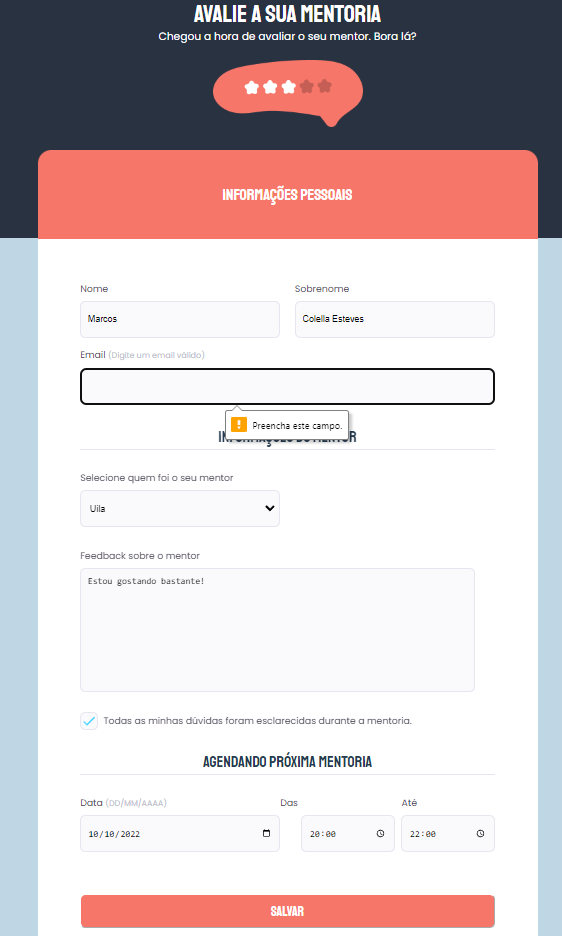 AVALIE A SUA MENTORIA
Chegou a hora de avaliar o seu mentor. Bora lá?
INFORMAÇÕES PESSOAIS
Nome Sobrenome
Marcos Colella Esteves
Email (Digite um email válido)
Preencha este campo.
Selecione quem foi o seu mentor
Uila
Feedback sobre o mentor
Estou gostando bastante!
Todas as minhas dúvidas foram esclarecidas durante a mentoria.
AGENDANDO PRÓXIMA MENTORIA
Data (DD/MM/AAAA) Das Até
10/10/2022 20:00 22:00
SALVAR